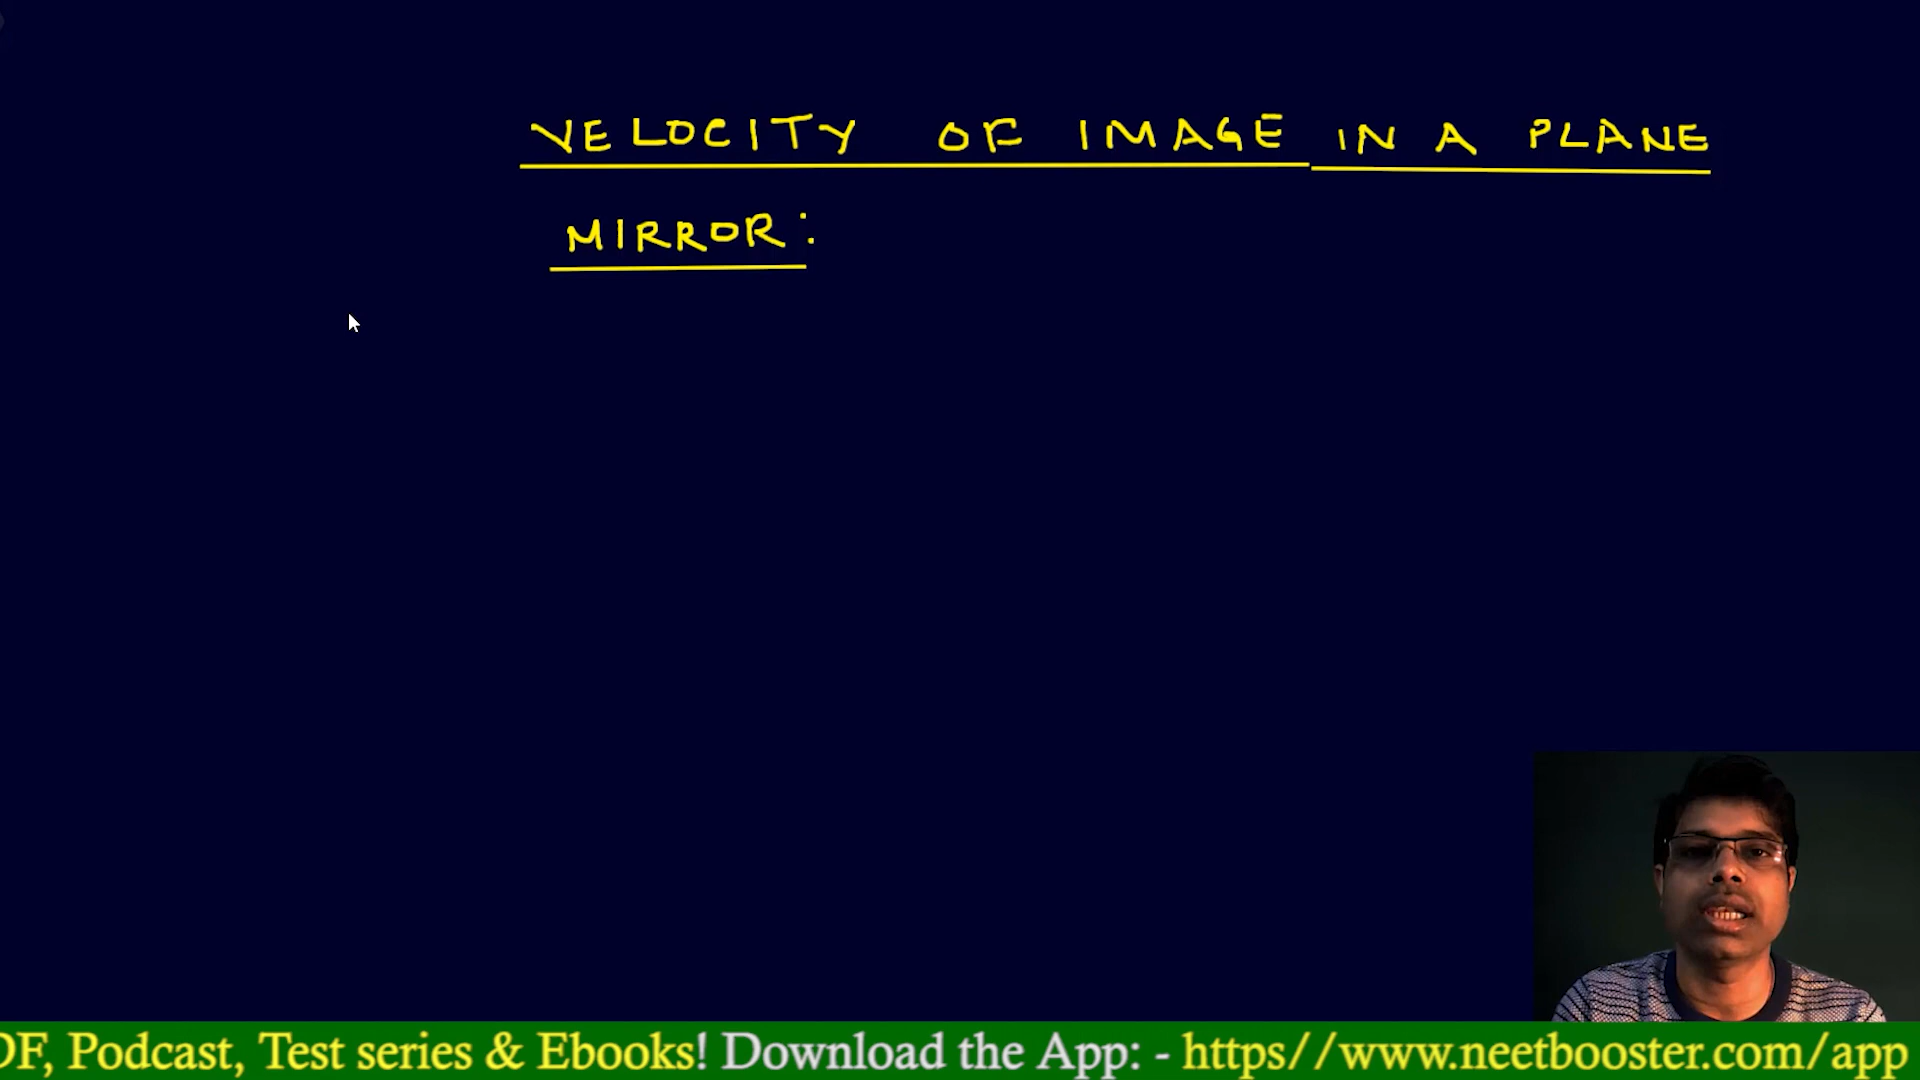 VELOCITY OF IMAGE IN A PLANE
MIRROR:
DF, Podcast, Test series & Ebooks! Download the App: - https//www.neetbooster.com/app